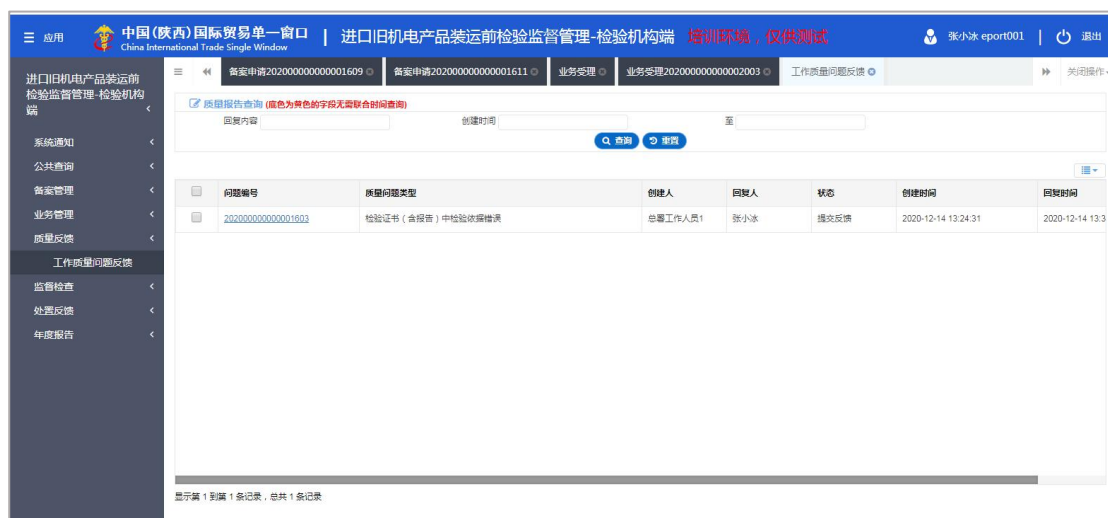 应用
中国(陕西)国际贸易单一窗口 | 进口旧机电产品装运前检验监督管理-检验机构端 培训环境，仅供测试 张小冰 eport001 | 退出
China International Trade Single Window
进口旧机电产品装运前检验监督管理-检验机构端
备案申请202000000000001609 备案申请202000000000001611 业务受理 业务受理202000000000002003 工作质量问题反馈 关闭操作
质量报告查询 (底色为黄色的字段无需联合时间查询)
回复内容 创建时间 至
查询 重置
系统通知
公共查询
备案管理
业务管理
质量反馈
工作质量问题反馈
监督检查
处置反馈
年度报告
问题编号 质量问题类型 创建人 回复人 状态 创建时间 回复时间
202000000000001603 检验证书（含报告）中检验依据错误 总署工作人员1 张小冰 提交反馈 2020-12-14 13:24:31 2020-12-14 13:3
显示第 1 到第 1 条记录，总共 1 条记录